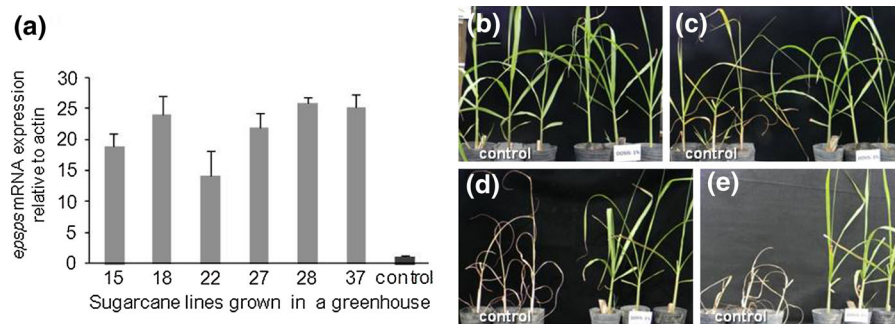 (a)
epsps mRNA expression
relative to actin
30
25
20
15
10
5
0
15 18 22 27 28 37 control
Sugarcane lines grown in a greenhouse
(b)
control
(c)
control
(d)
control
(e)
control